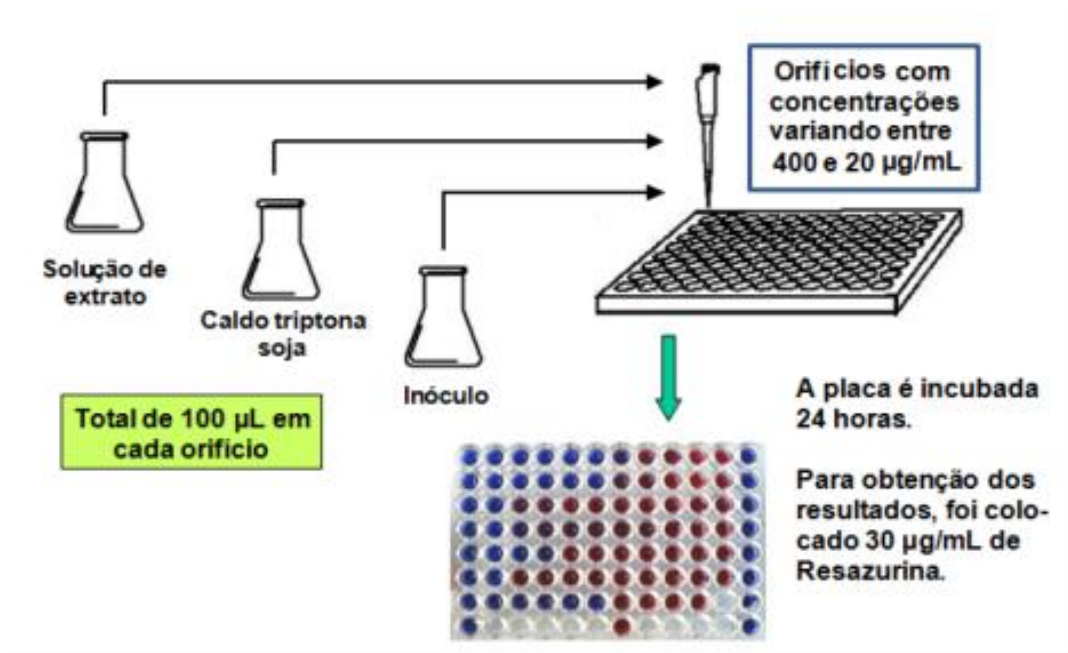 Orifícios com
concentrações
variando entre
400 e 20 µg/mL
Solução de
extrato
Caldo triptona
soja
Inóculo
Total de 100 µL em
cada orifício
A placa é incubada
24 horas.
Para obtenção dos
resultados, foi colo-
cado 30 µg/mL de
Resazurina.